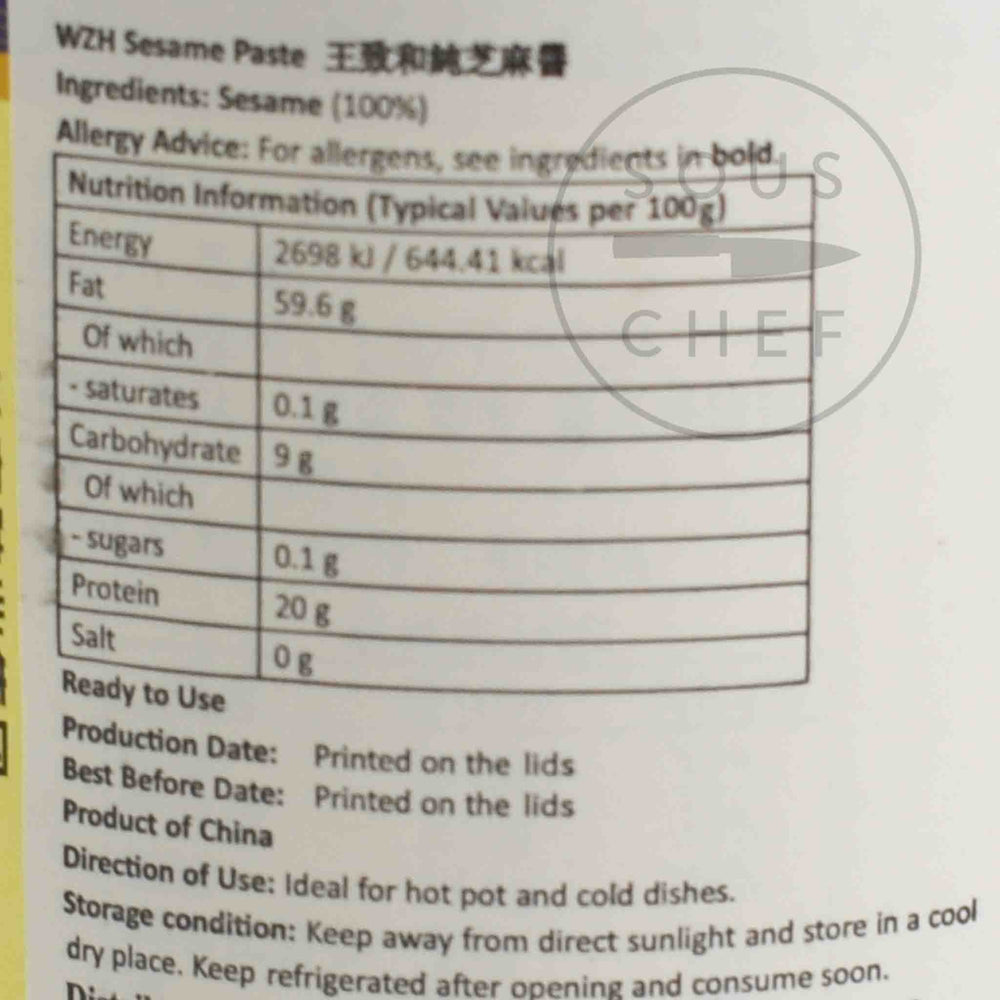 WZH Sesame Paste 王致和純芝麻醬
Ingredients: Sesame (100%)
Allergy Advice: For allergens, see ingredients in bold.
Nutrition Information (Typical Values per 100g)
Energy 2698 kJ / 644.41 kcal
Fat 59.6 g
Of which
- saturates 0.1 g
Carbohydrate 9 g
Of which
- sugars 0.1 g
Protein 20 g
Salt 0 g
Ready to Use
Production Date: Printed on the lids
Best Before Date: Printed on the lids
Product of China
Direction of Use: Ideal for hot pot and cold dishes.
Storage condition: Keep away from direct sunlight and store in a cool
dry place. Keep refrigerated after opening and consume soon.
SOUS
CHEF